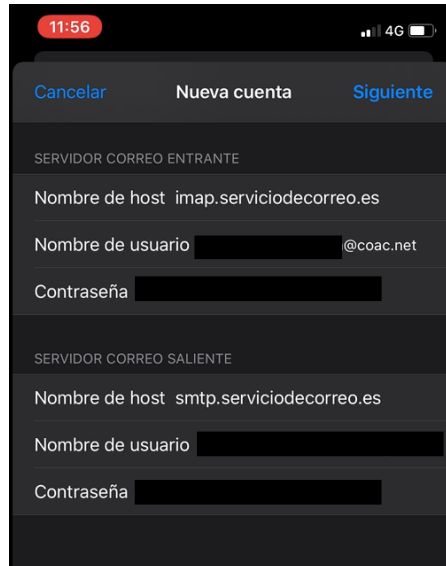 11:56
4G
Cancelar Nueva cuenta Siguiente
SERVIDOR CORREO ENTRANTE
Nombre de host imap.serviciodecorreo.es
Nombre de usuario @coac.net
Contraseña
SERVIDOR CORREO SALIENTE
Nombre de host smtp.serviciodecorreo.es
Nombre de usuario
Contraseña